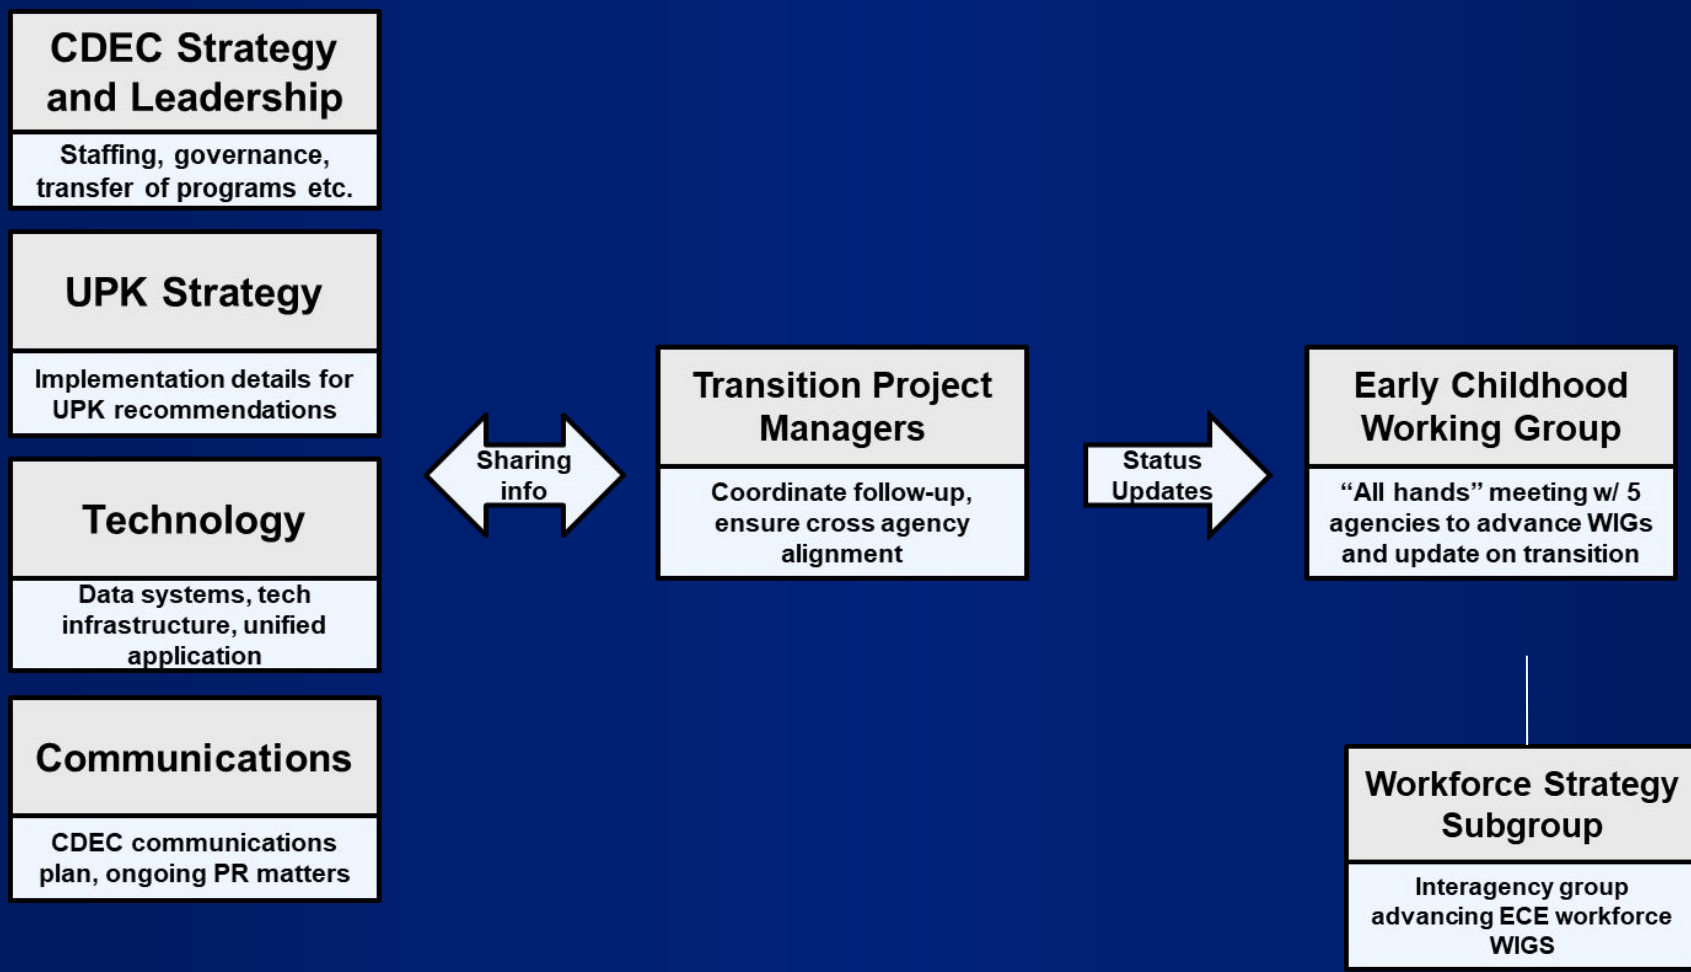 CDEC Strategy
and Leadership
Staffing, governance,
transfer of programs etc.
UPK Strategy
Implementation details for
UPK recommendations
Technology
Data systems, tech
infrastructure, unified
application
Communications
CDEC communications
plan, ongoing PR matters
Sharing
info
Transition Project
Managers
Coordinate follow-up,
ensure cross agency
alignment
Status
Updates
Early Childhood
Working Group
“All hands” meeting w/ 5
agencies to advance WIGs
and update on transition
Workforce Strategy
Subgroup
Interagency group
advancing ECE workforce
WIGS